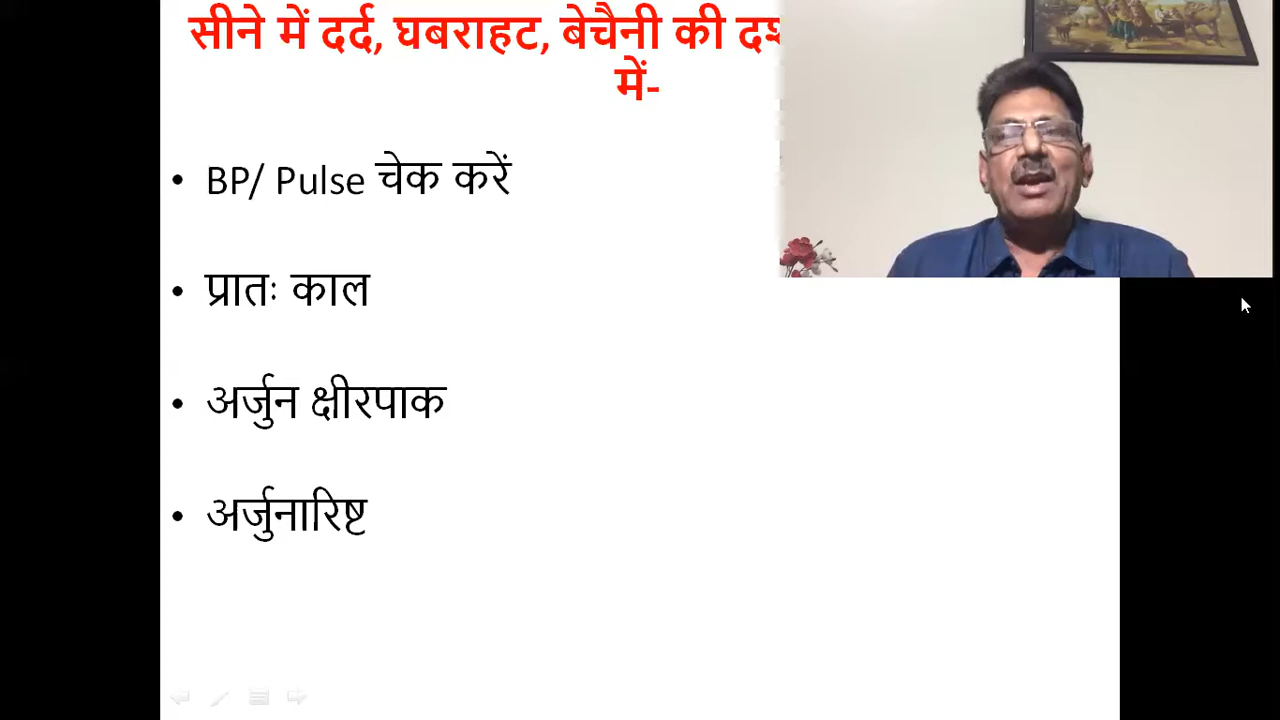 सीने में दर्द, घबराहट, बेचैनी की
में-
• BP/ Pulse चेक करें
• प्रातः काल
• अर्जुन क्षीरपाक
• अर्जुनारिष्ट